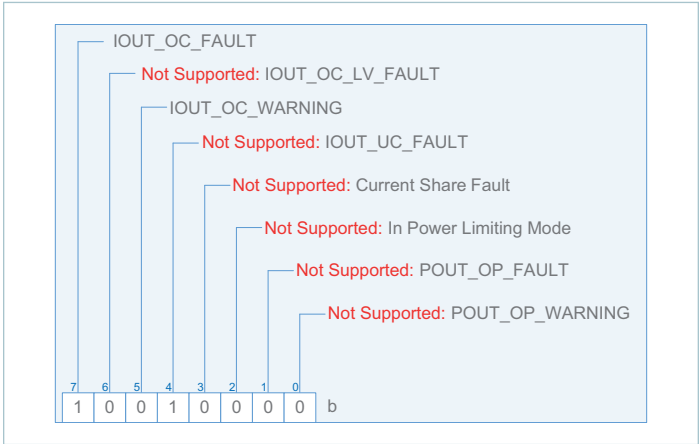 IOUT_OC_FAULT
Not Supported: IOUT_OC_LV_FAULT
IOUT_OC_WARNING
Not Supported: IOUT_UC_FAULT
Not Supported: Current Share Fault
Not Supported: In Power Limiting Mode
Not Supported: POUT_OP_FAULT
Not Supported: POUT_OP_WARNING
7 6 5 4 3 2 1 0
1 0 0 1 0 0 0 0 b